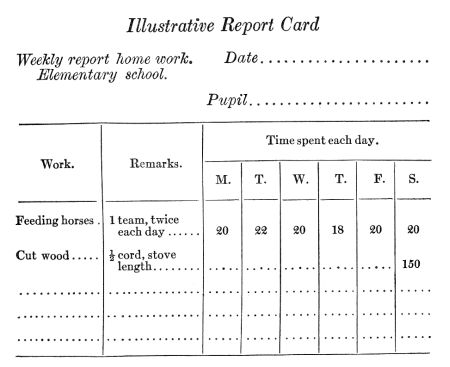 Illustrative Report Card
Weekly report home work. Date........................
Elementary school.
Pupil..........................
Work. Remarks. Time spent each day.
M. T. W. T. F. S.
Feeding horses. 1 team, twice
each day ...... 20 22 20 18 20 20
Cut wood..... ½ cord, stove
length........ ..... ..... ..... ..... ..... 150